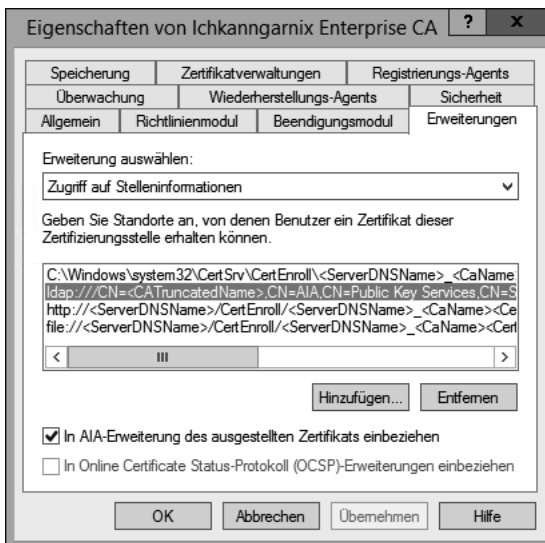 Eigenschaften von Ichkanngarnix Enterprise CA ? x
Speicherung Zertifikatverwaltungen Registrierungs-Agents
Überwachung Wiederherstellungs-Agents Sicherheit
Allgemein Richtlinienmodul Beendigungsmodul Erweiterungen
Erweiterung auswählen:
Zugriff auf Stelleninformationen
Geben Sie Standorte an, von denen Benutzer ein Zertifikat dieser
Zertifizierungsstelle erhalten können.
C:\Windows\system32\CertSrv\CertEnroll\<ServerDNSName>_<CaName
ldap:///CN=<CATruncatedName>,CN=AIA,CN=Public Key Services,CN=S
http://<ServerDNSName>/CertEnroll/<ServerDNSName>_<CaName><Ce
file://<ServerDNSName>/CertEnroll/<ServerDNSName>_<CaName><Cert
Hinzufügen... Entfernen
In AIA-Erweiterung des ausgestellten Zertifikats einbeziehen
In Online Certificate Status-Protokoll (OCSP)-Erweiterungen einbeziehen
OK Abbrechen Übernehmen Hilfe